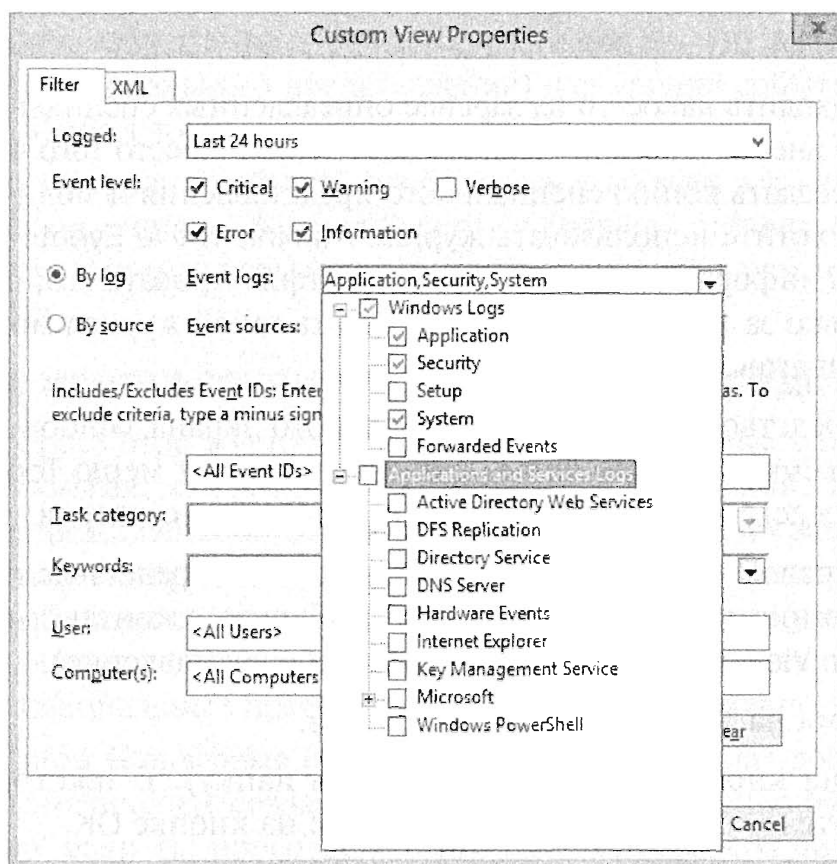 Custom View Properties
Filter XML
Logged: Last 24 hours
Event level: Critical Warning Verbose
Error Information
By log Event logs: Application,Security,System
By source Event sources:
Windows Logs
Application
Security
Setup
System
Forwarded Events
Applications and Services Logs
Active Directory Web Services
DFS Replication
Directory Service
DNS Server
Hardware Events
Internet Explorer
Key Management Service
Microsoft
Windows PowerShell
Includes/Excludes Event IDs: Enter as. To
exclude criteria, type a minus sign
<All Event IDs>
Task category:
Keywords:
User: <All Users>
Computer(s): <All Computers
ear
Cancel